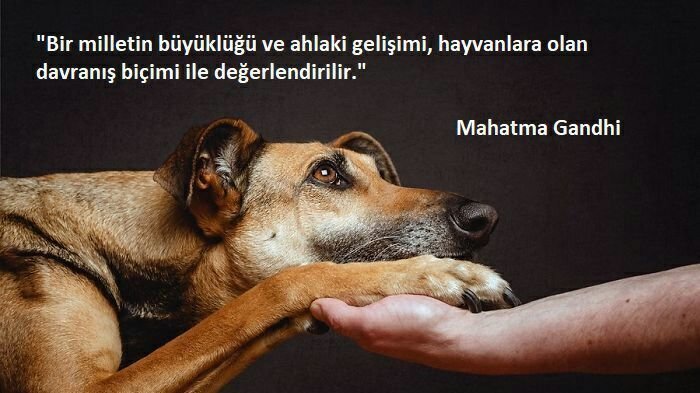 "Bir milletin büyüklüğü ve ahlaki gelişimi, hayvanlara olan
davranış biçimi ile değerlendirilir."
Mahatma Gandhi